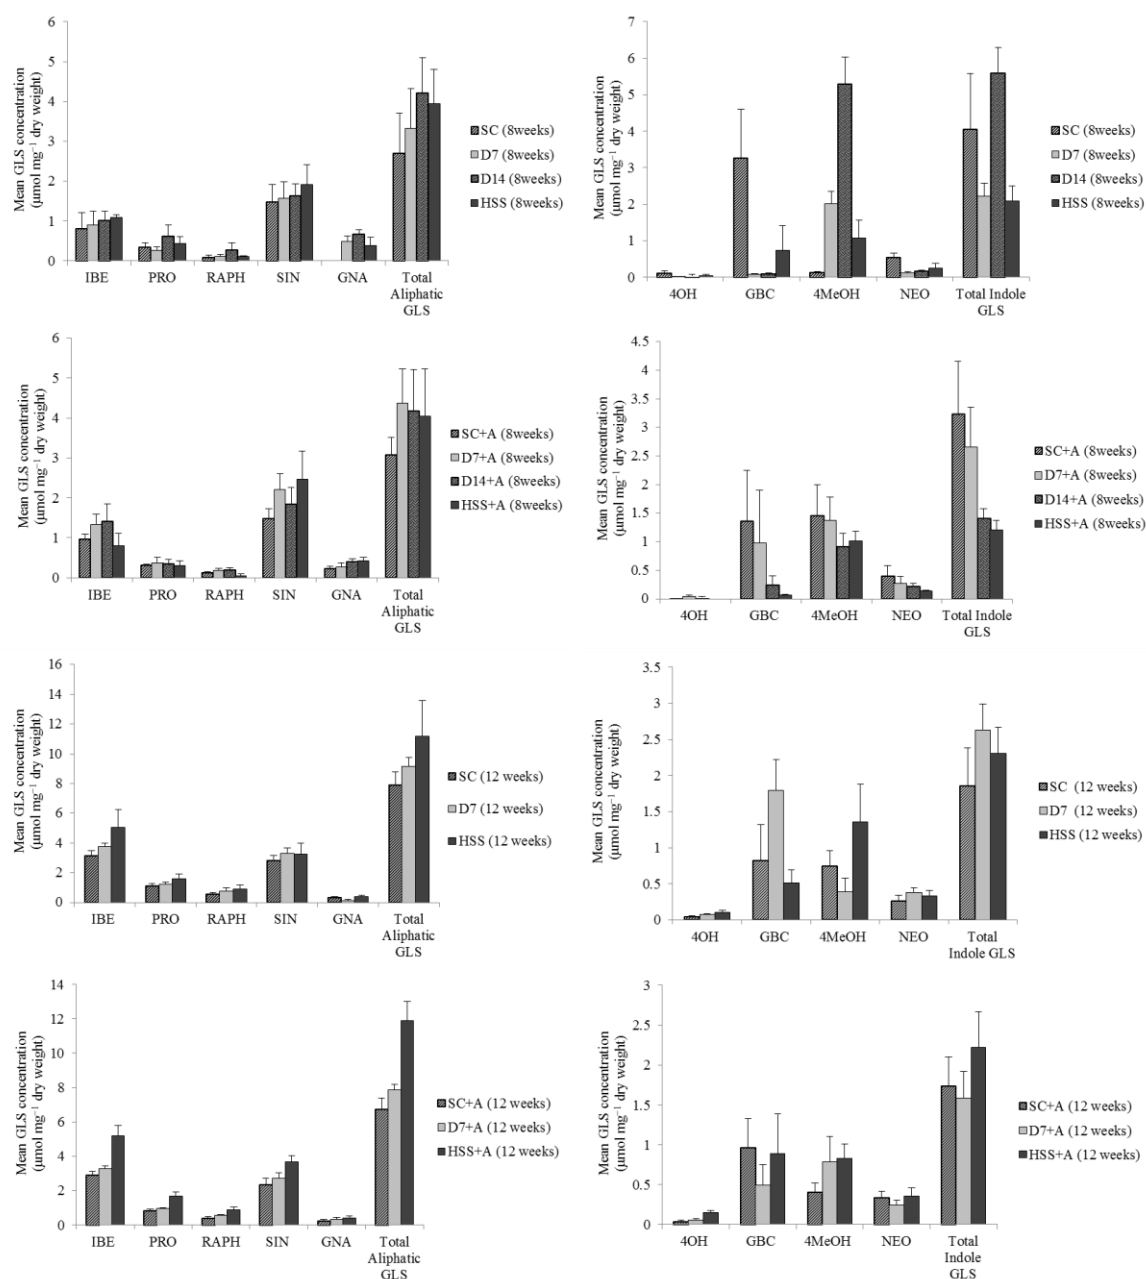 Mean GLS concentration
(µmol mg⁻¹ dry weight)
6
5
4
3
2
1
0
IBE
PRO
RAPH
SIN
GNA
Total
Aliphatic
GLS
SC (8weeks)
D7 (8weeks)
D14 (8weeks)
HSS (8weeks)
Mean GLS concentration
(µmol mg⁻¹ dry weight)
7
6
5
4
3
2
1
0
4OH
GBC
4MeOH
NEO
Total Indole
GLS
SC (8weeks)
D7 (8weeks)
D14 (8weeks)
HSS (8weeks)
Mean GLS concentration
(µmol mg⁻¹ dry weight)
6
5
4
3
2
1
0
IBE
PRO
RAPH
SIN
GNA
Total
Aliphatic
GLS
SC+A (8weeks)
D7+A (8weeks)
D14+A (8weeks)
HSS+A (8weeks)
Mean GLS concentration
(µmol mg⁻¹ dry weight)
4.5
4
3.5
3
2.5
2
1.5
1
0.5
0
4OH
GBC
4MeOH
NEO
Total Indole
GLS
SC+A (8weeks)
D7+A (8weeks)
D14+A (8weeks)
HSS+A (8weeks)
Mean GLS concentration
(µmol mg⁻¹ dry weight)
16
14
12
10
8
6
4
2
0
IBE
PRO
RAPH
SIN
GNA
Total
Aliphatic
GLS
SC (12 weeks)
D7 (12 weeks)
HSS (12 weeks)
Mean GLS concentration
(µmol mg⁻¹ dry weight)
3.5
3
2.5
2
1.5
1
0.5
0
4OH
GBC
4MeOH
NEO
Total
Indole GLS
SC (12 weeks)
D7 (12 weeks)
HSS (12 weeks)
Mean GLS concentration
(µmol mg⁻¹ dry weight)
14
12
10
8
6
4
2
0
IBE
PRO
RAPH
SIN
GNA
Total
Aliphatic
GLS
SC+A (12 weeks)
D7+A (12 weeks)
HSS+A (12 weeks)
Mean GLS concentration
(µmol mg⁻¹ dry weight)
3
2.5
2
1.5
1
0.5
0
4OH
GBC
4MeOH
NEO
Total
Indole
GLS
SC+A (12 weeks)
D7+A (12 weeks)
HSS+A (12 weeks)